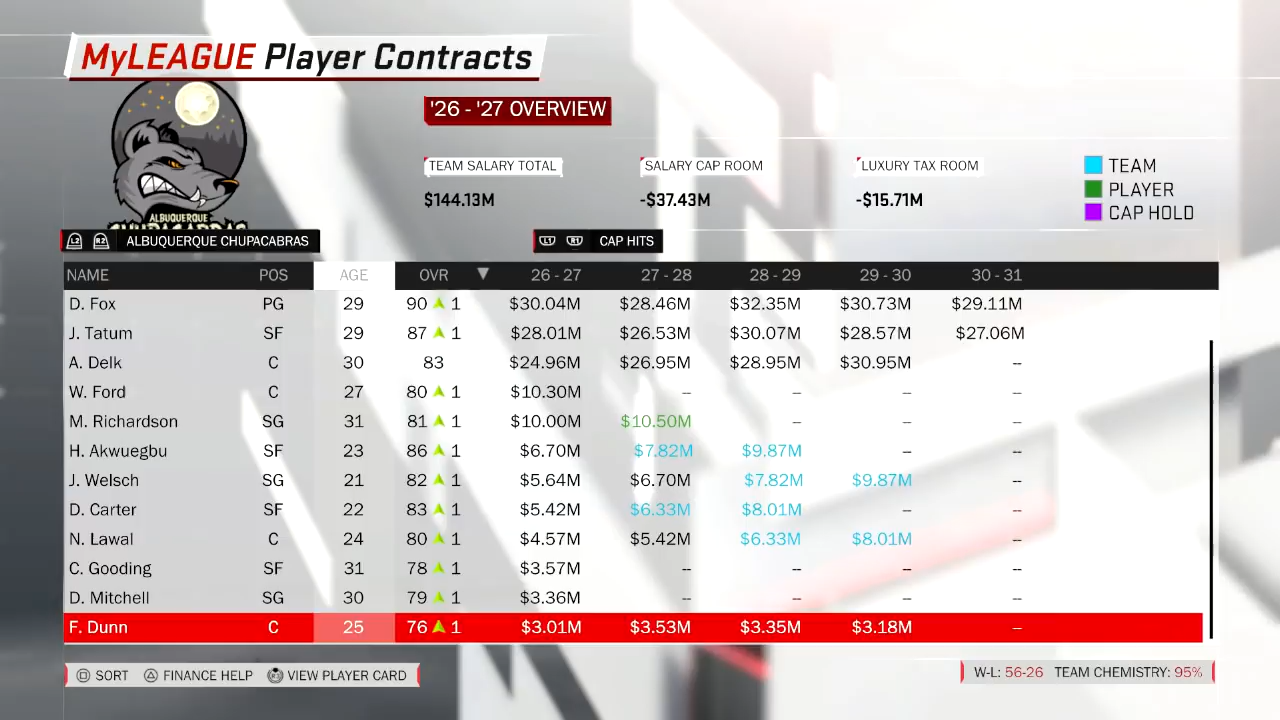 MyLEAGUE Player Contracts
'26 - '27 OVERVIEW
TEAM SALARY TOTAL SALARY CAP ROOM LUXURY TAX ROOM
$144.13M -$37.43M -$15.71M
TEAM
PLAYER
CAP HOLD
ALBUQUERQUE
CHUPACABRAS
L2 R2 ALBUQUERQUE CHUPACABRAS L1 R1 CAP HITS
NAME POS AGE OVR 26 - 27 27 - 28 28 - 29 29 - 30 30 - 31
D. Fox PG 29 90 1 $30.04M $28.46M $32.35M $30.73M $29.11M
J. Tatum SF 29 87 1 $28.01M $26.53M $30.07M $28.57M $27.06M
A. Delk C 30 83 $24.96M $26.95M $28.95M $30.95M --
W. Ford C 27 80 1 $10.30M -- -- -- --
M. Richardson SG 31 81 1 $10.00M $10.50M -- -- --
H. Akwuegbu SF 23 86 1 $6.70M $7.82M $9.87M -- --
J. Welsch SG 21 82 1 $5.64M $6.70M $7.82M $9.87M --
D. Carter SF 22 83 1 $5.42M $6.33M $8.01M -- --
N. Lawal C 24 80 1 $4.57M $5.42M $6.33M $8.01M --
C. Gooding SF 31 78 1 $3.57M -- -- -- --
D. Mitchell SG 30 79 1 $3.36M -- -- -- --
F. Dunn C 25 76 1 $3.01M $3.53M $3.35M $3.18M --
SORT FINANCE HELP VIEW PLAYER CARD
W-L: 56-26 TEAM CHEMISTRY: 95%